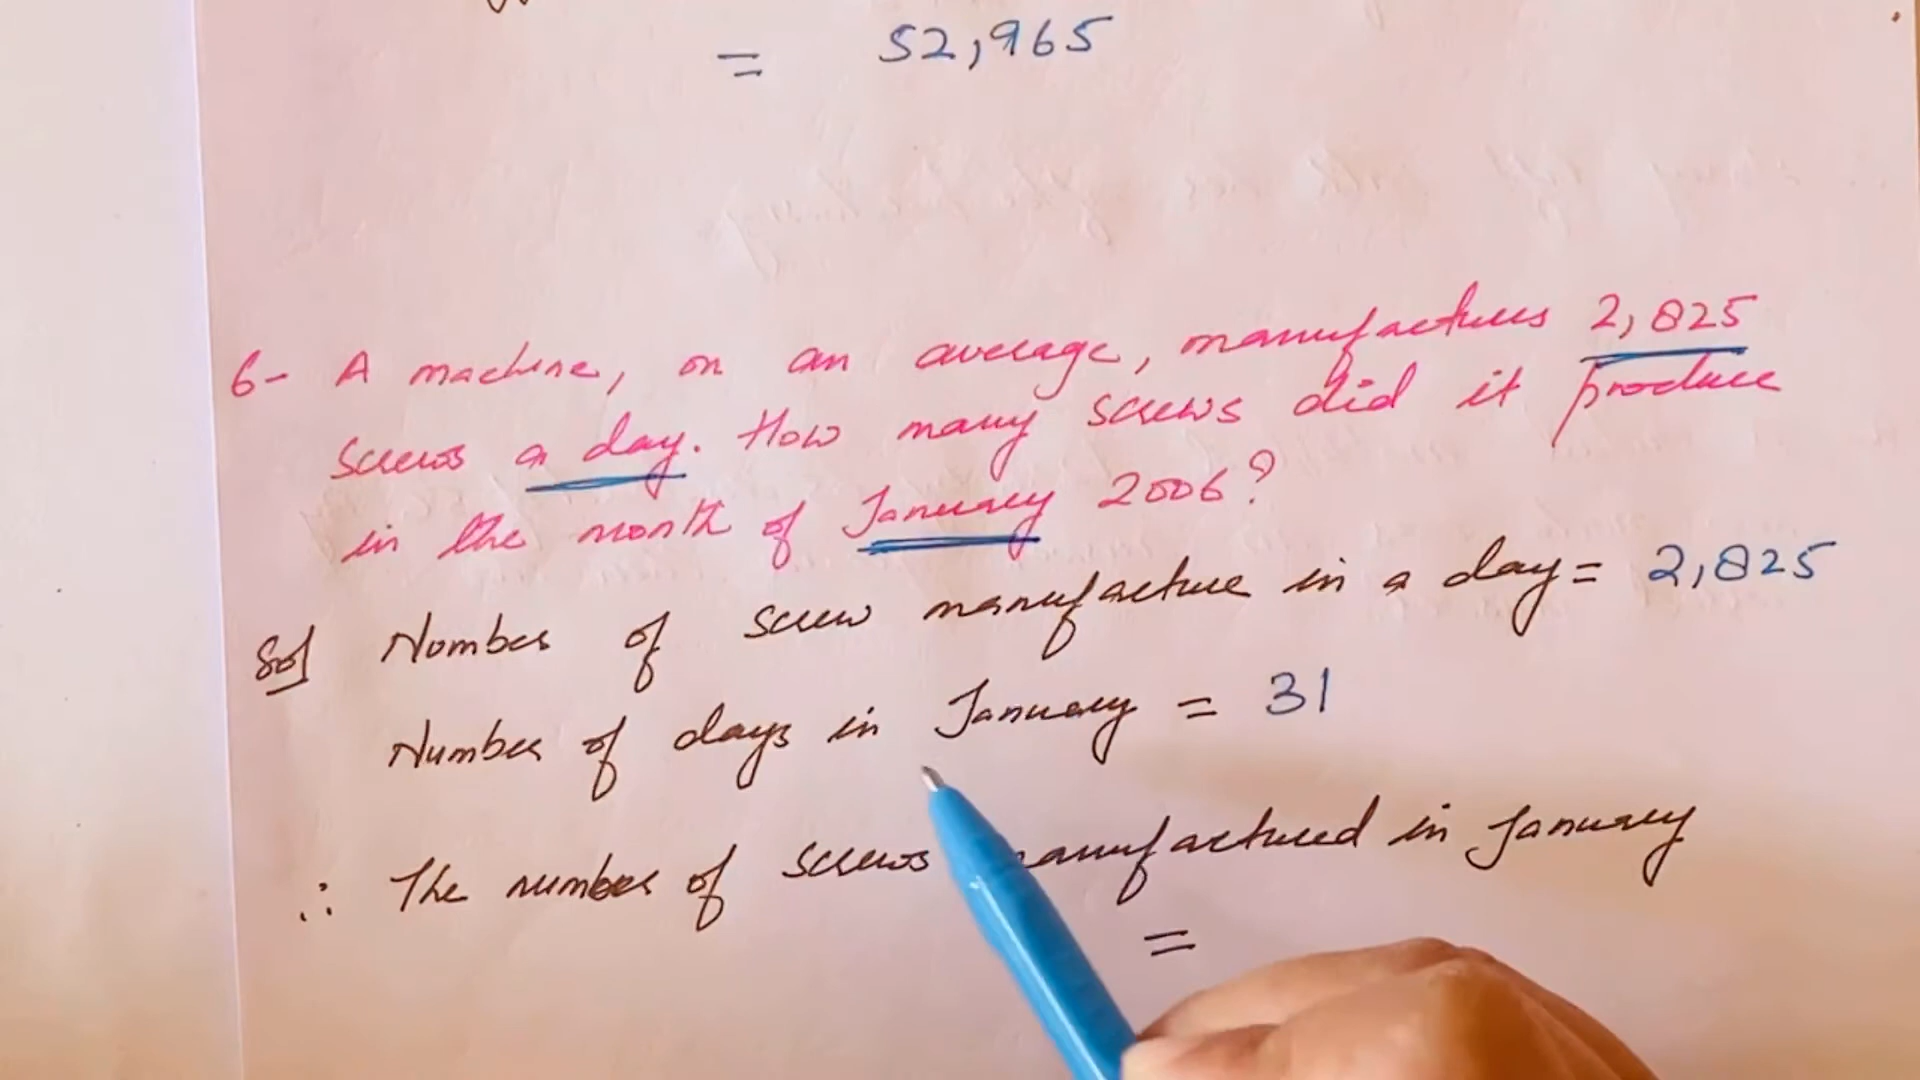 = 52,965
6- A machine, on an average, manufactures 2,825
screws a day. How many screws did it produce
in the month of January 2006?
Sol Number of screw manufacture in a day = 2,825
Number of days in January = 31
∴ The number of screws manufactured in January
=